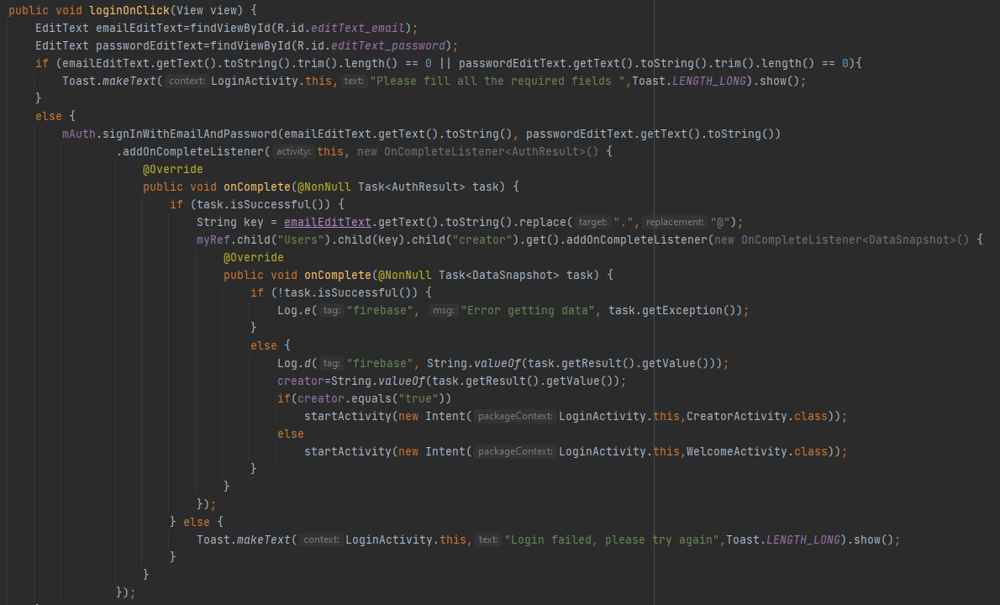 public void loginOnClick(View view) {
EditText emailEditText=findViewById(R.id.editText_email);
EditText passwordEditText=findViewById(R.id.editText_password);
if (emailEditText.getText().toString().trim().length() == 0 || passwordEditText.getText().toString().trim().length() == 0){
Toast.makeText( context: LoginActivity.this, text: "Please fill all the required fields ",Toast.LENGTH_LONG).show();
}
else {
mAuth.signInWithEmailAndPassword(emailEditText.getText().toString(), passwordEditText.getText().toString())
.addOnCompleteListener( activity: this, new OnCompleteListener<AuthResult>() {
@Override
public void onComplete(@NonNull Task<AuthResult> task) {
if (task.isSuccessful()) {
String key = emailEditText.getText().toString().replace( target: ".", replacement: "@");
myRef.child("Users").child(key).child("creator").get().addOnCompleteListener(new OnCompleteListener<DataSnapshot>() {
@Override
public void onComplete(@NonNull Task<DataSnapshot> task) {
if (!task.isSuccessful()) {
Log.e( tag: "firebase", msg: "Error getting data", task.getException());
}
else {
Log.d( tag: "firebase", String.valueOf(task.getResult().getValue()));
creator=String.valueOf(task.getResult().getValue());
if(creator.equals("true"))
startActivity(new Intent( packageContext: LoginActivity.this,CreatorActivity.class));
else
startActivity(new Intent( packageContext: LoginActivity.this,WelcomeActivity.class));
}
}
});
} else {
Toast.makeText( context: LoginActivity.this, text: "Login failed, please try again",Toast.LENGTH_LONG).show();
}
}
});